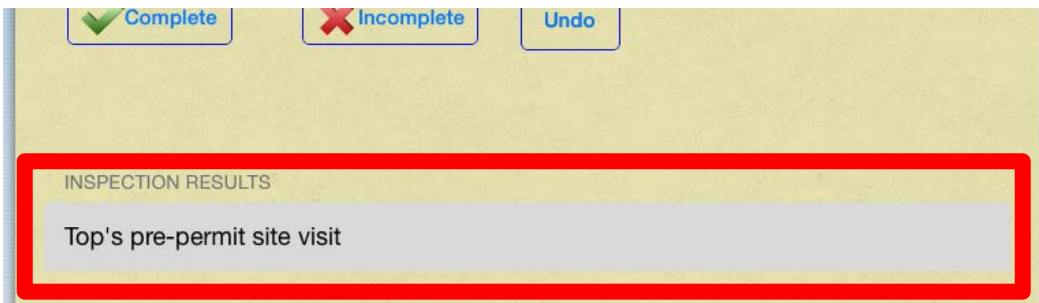 Complete Incomplete Undo
INSPECTION RESULTS
Top's pre-permit site visit